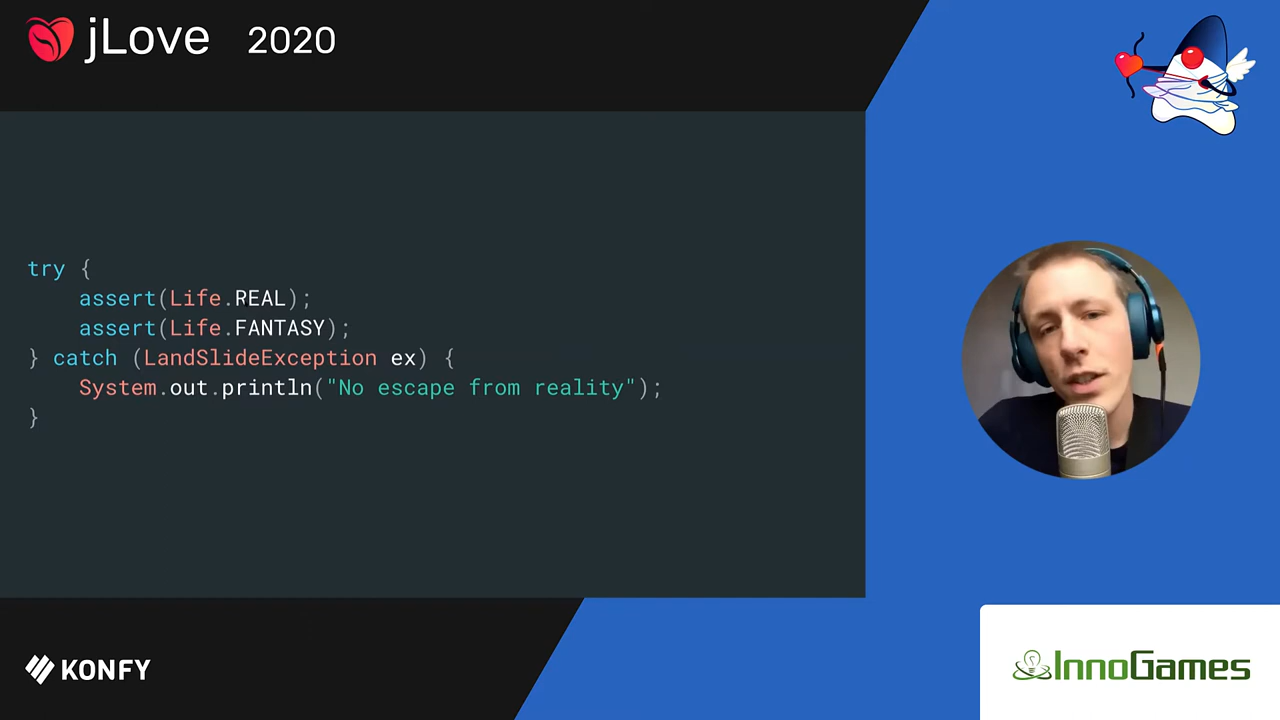 jLove 2020
try {
    assert(Life.REAL);
    assert(Life.FANTASY);
} catch (LandSlideException ex) {
    System.out.println("No escape from reality");
}
KONFY
InnoGames